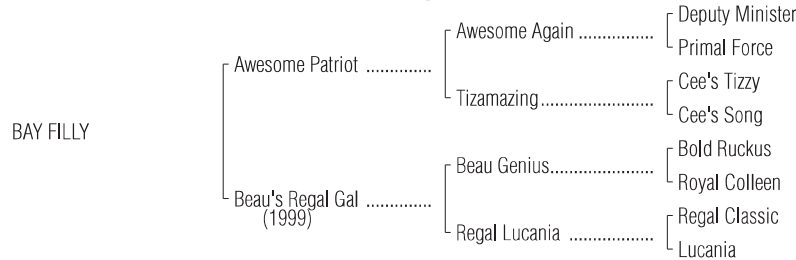 Deputy Minister
Awesome Again ..................
Primal Force
Awesome Patriot ................
Cee's Tizzy
Tizamazing...........................
Cee's Song
BAY FILLY
Bold Ruckus
Beau Genius.........................
Royal Colleen
Beau's Regal Gal ................
(1999)
Regal Classic
Regal Lucania ....................
Lucania